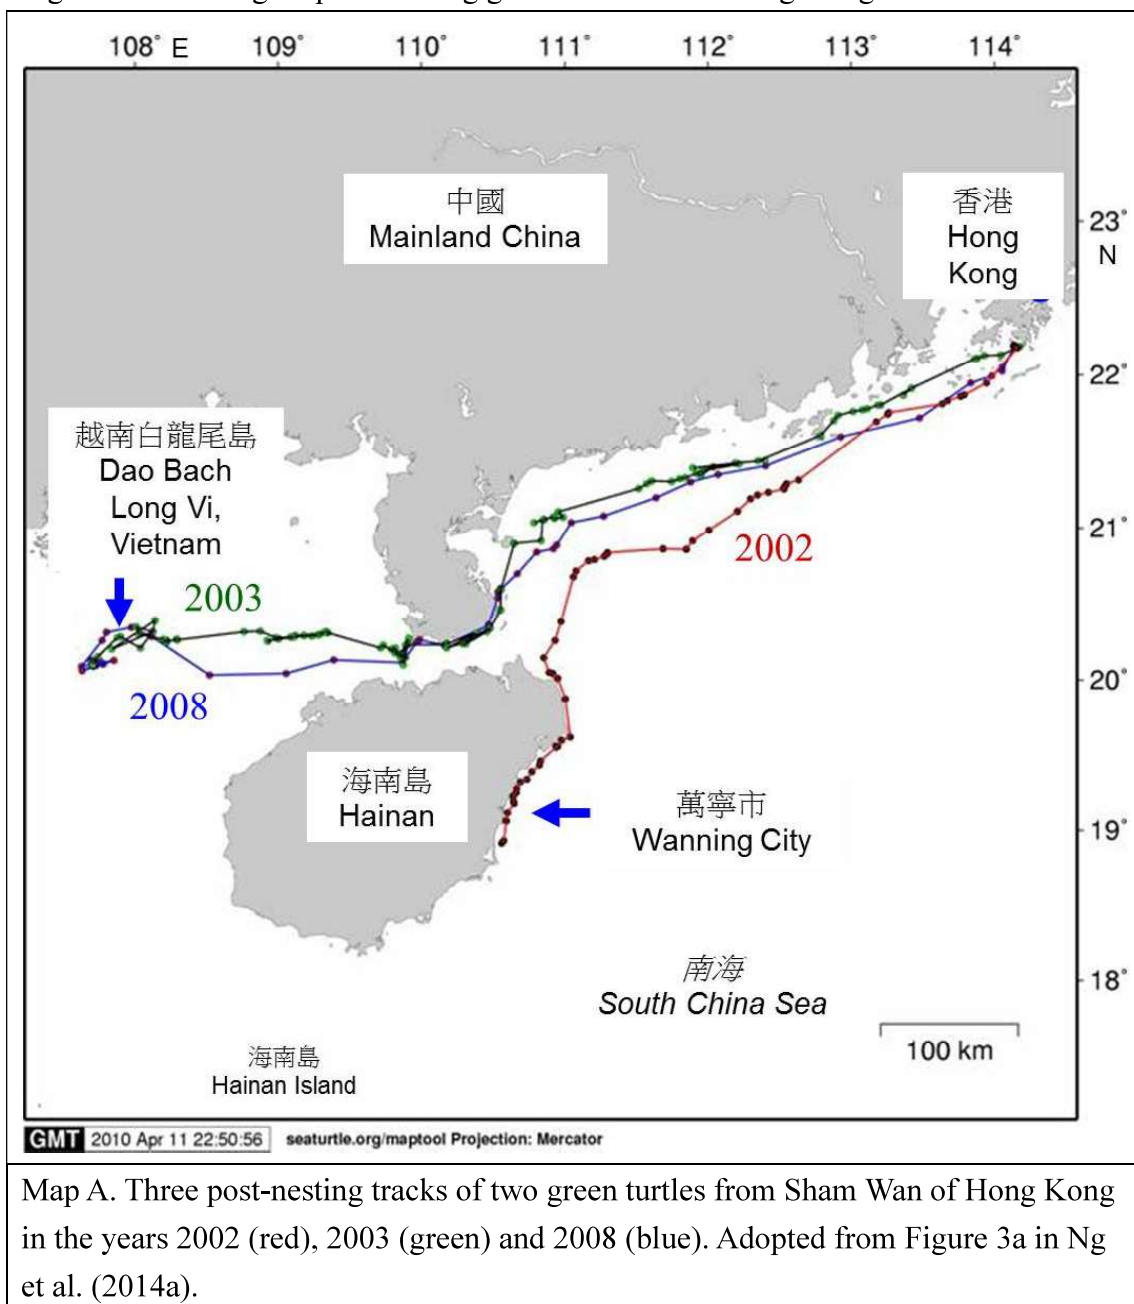 108° E 109° 110° 111° 112° 113° 114°
中國
Mainland China
香港
Hong
Kong
23°
N
22°
越南白龍尾島
Dao Bach
Long Vi,
Vietnam
21°
2002
2003
20°
2008
海南島
Hainan
萬寧市
Wanning City
19°
南海
South China Sea
18°
100 km
海南島
Hainan Island
GMT 2010 Apr 11 22:50:56 seaturtle.org/maptool Projection: Mercator
Map A. Three post-nesting tracks of two green turtles from Sham Wan of Hong Kong
in the years 2002 (red), 2003 (green) and 2008 (blue). Adopted from Figure 3a in Ng
et al. (2014a).